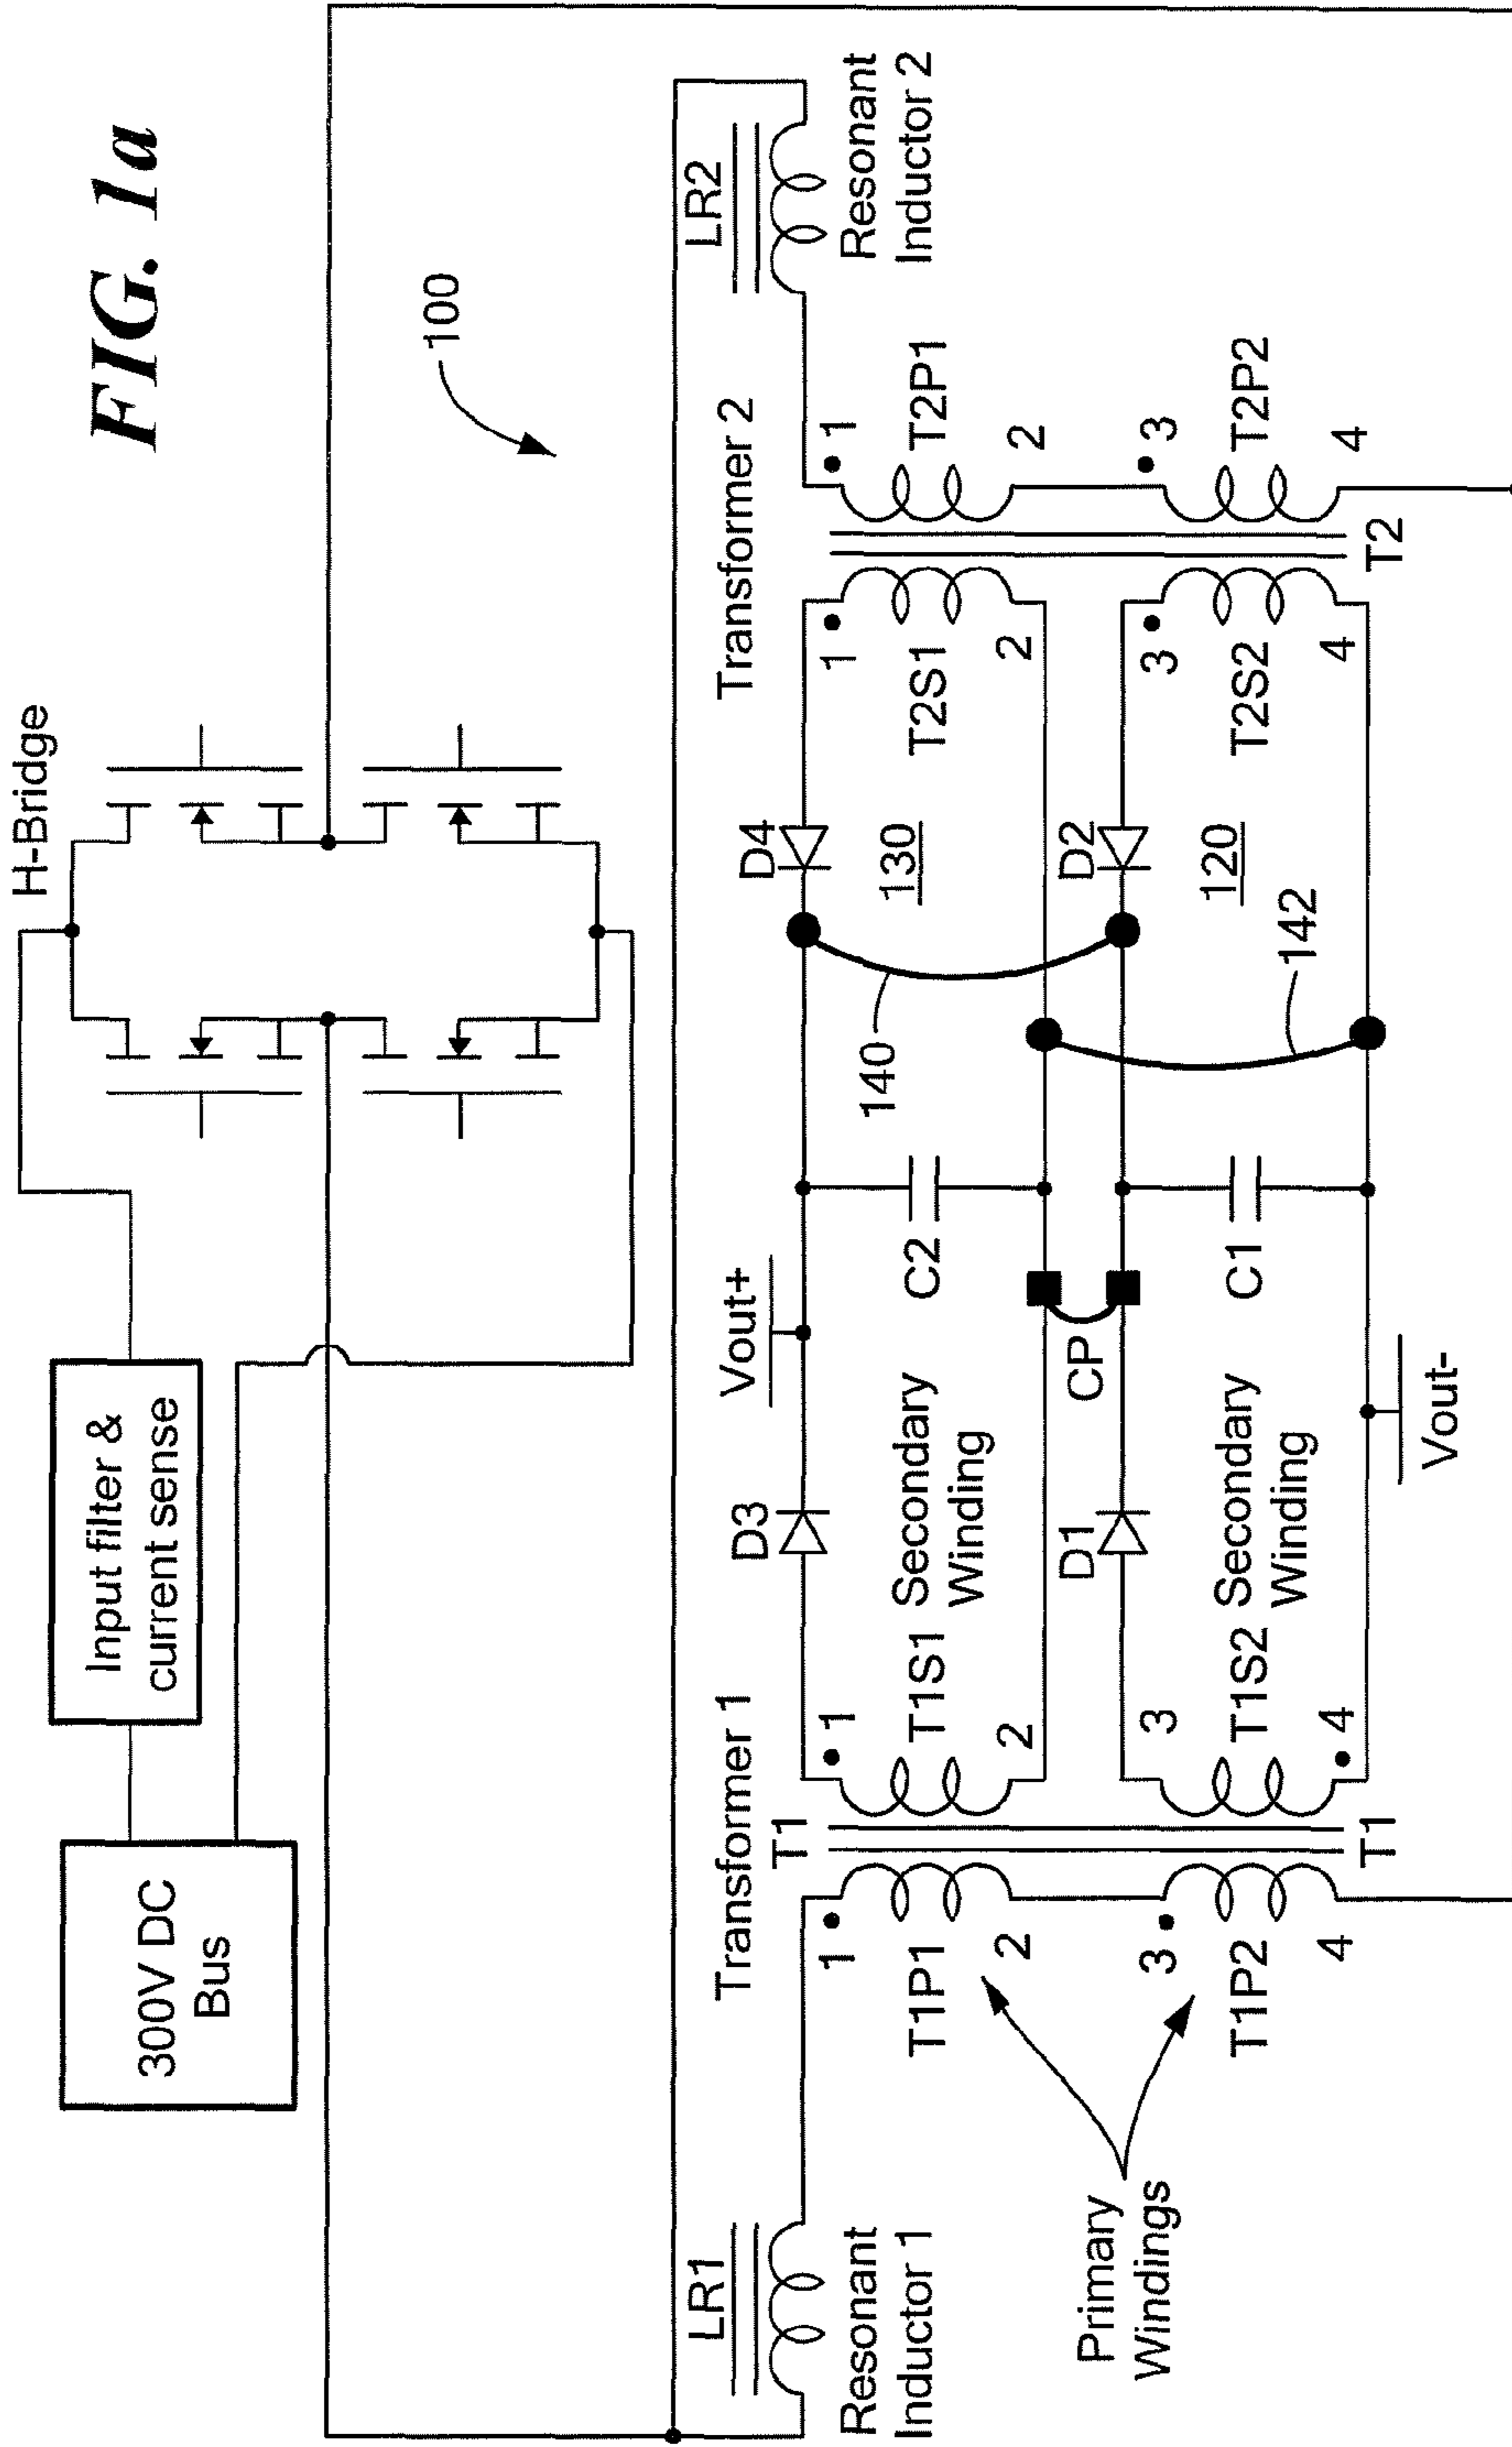 FIG. 1a
H-Bridge
300V DC
Bus
Input filter &
current sense
100
LR1
Resonant
Inductor 1
LR2
Resonant
Inductor 2
Transformer 1
T1
Transformer 2
Vout+
D3
D4
1
1
1
1
T1P1
T1S1
Secondary
Winding
C2
130
T2S1
T2P1
2
2
2
2
140
CP
Primary
Windings
D1
D2
3
3
3
3
T1P2
T1S2
Secondary
Winding
C1
120
T2S2
T2P2
142
4
4
4
4
T1
T2
Vout-